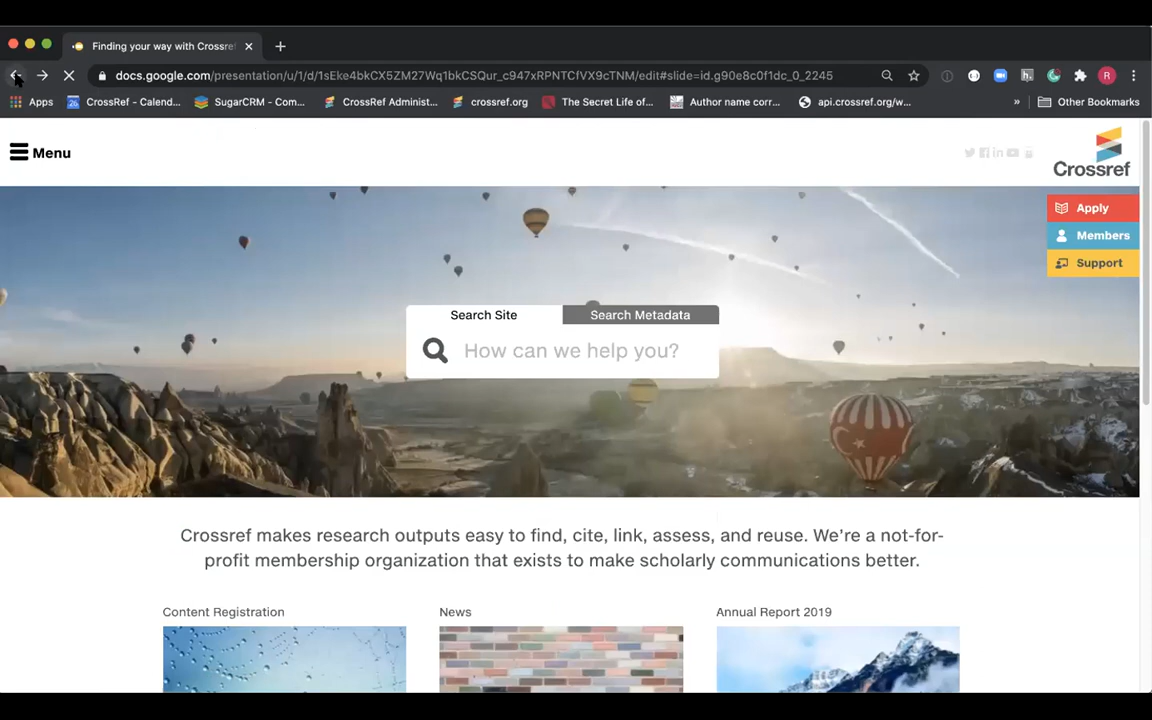 Finding your way with Crossre
docs.google.com/presentation/u/1/d/1sEke4bkCX5ZM27Wq1bkCSQur_c947xRPNTCfVX9cTNM/edit#slide=id.g90e8c0f1dc_0_2245
R
Apps
CrossRef - Calend...
SugarCRM - Com...
CrossRef Administ...
crossref.org
The Secret Life of...
Author name corr...
api.crossref.org/w...
»
Other Bookmarks
Menu
Crossref
Apply
Members
Support
Search Site
Search Metadata
How can we help you?
Crossref makes research outputs easy to find, cite, link, assess, and reuse. We're a not-for-
profit membership organization that exists to make scholarly communications better.
Content Registration
News
Annual Report 2019